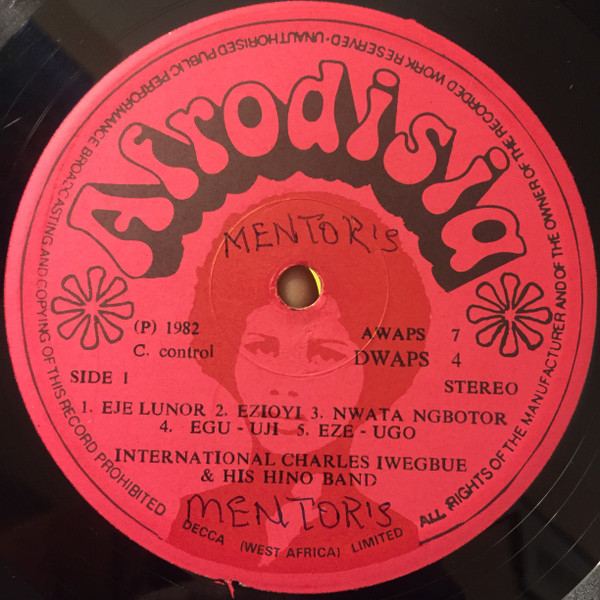 ALL RIGHTS OF THE MANUFACTURER AND OF THE OWNER OF THE RECORDED WORK RESERVED · UNAUTHORISED PUBLIC PERFORMANCE BROADCASTING AND COPYING OF THIS RECORD PROHIBITED
Afrodisia
MENTOR'S
(P) 1982
C. control
AWAPS 7
DWAPS 4
SIDE 1
STEREO
1. EJE LUNOR 2. EZIOYI 3. NWATA NGBOTOR
4. EGU - UJI 5. EZE - UGO
INTERNATIONAL CHARLES IWEGBUE
& HIS HINO BAND
MENTOR'S
DECCA (WEST AFRICA) LIMITED